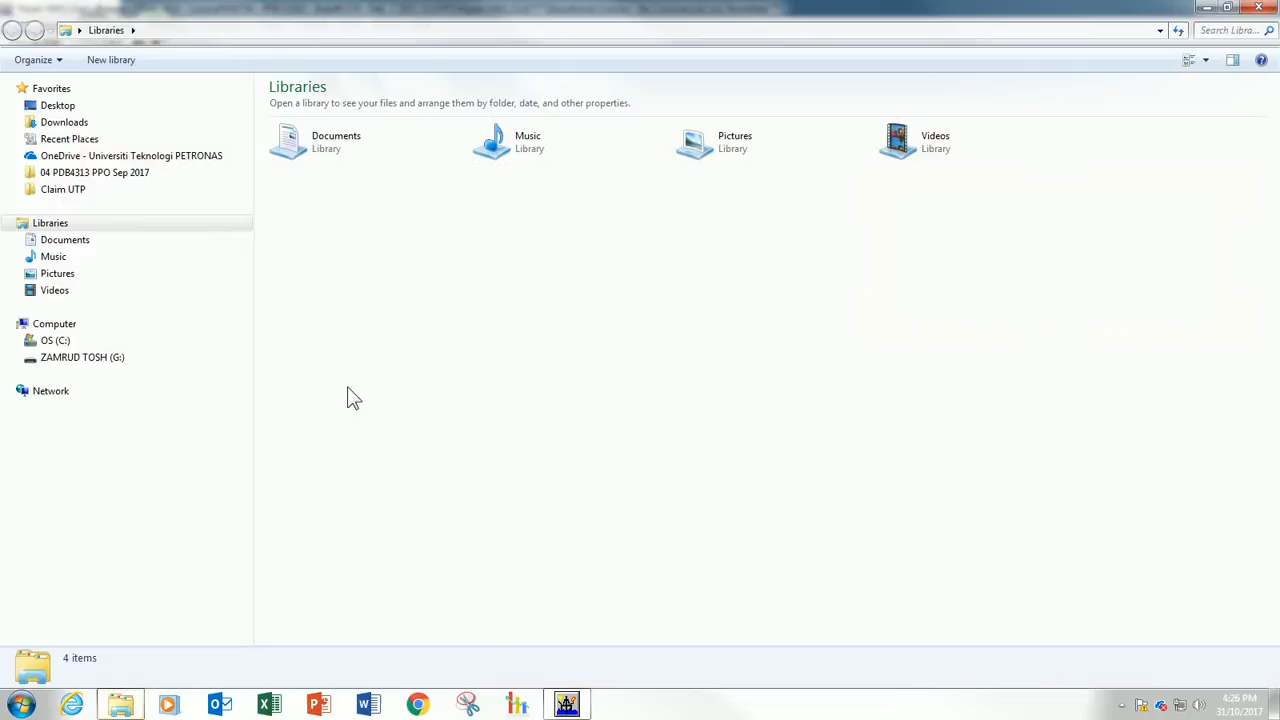 Libraries
Search Libra...
Organize
New library
Favorites
Desktop
Downloads
Recent Places
OneDrive - Universiti Teknologi PETRONAS
04 PDB4313 PPO Sep 2017
Claim UTP
Libraries
Documents
Music
Pictures
Videos
Computer
OS (C:)
ZAMRUD TOSH (G:)
Network
Libraries
Open a library to see your files and arrange them by folder, date, and other properties.
Documents
Library
Music
Library
Pictures
Library
Videos
Library
4 items
4:26 PM
31/10/2017